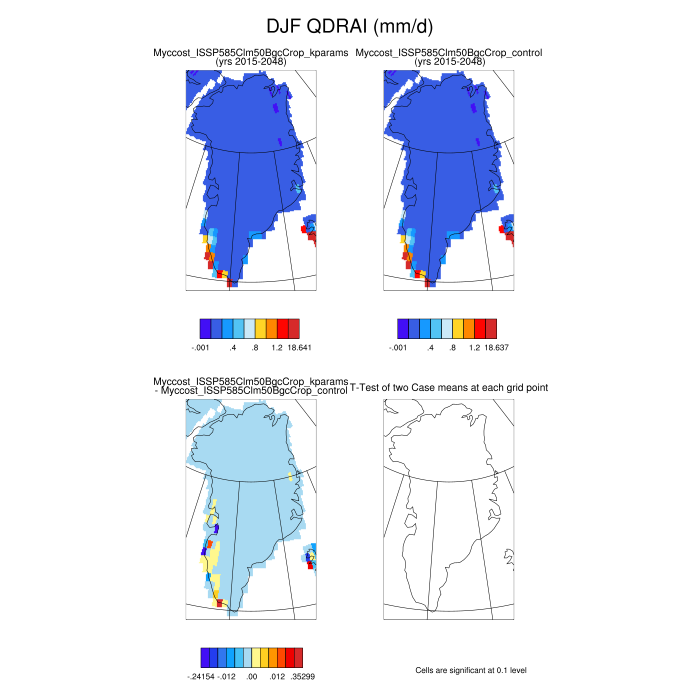 DJF QDRAI (mm/d)
Myccost_ISSP585Clm50BgcCrop_kparams
(yrs 2015-2048)
Myccost_ISSP585Clm50BgcCrop_control
(yrs 2015-2048)
-.001 .4 .8 1.2 18.641
-.001 .4 .8 1.2 18.637
Myccost_ISSP585Clm50BgcCrop_kparams
- Myccost_ISSP585Clm50BgcCrop_control
T-Test of two Case means at each grid point
-.24154 -.012 .00 .012 .35299
Cells are significant at 0.1 level